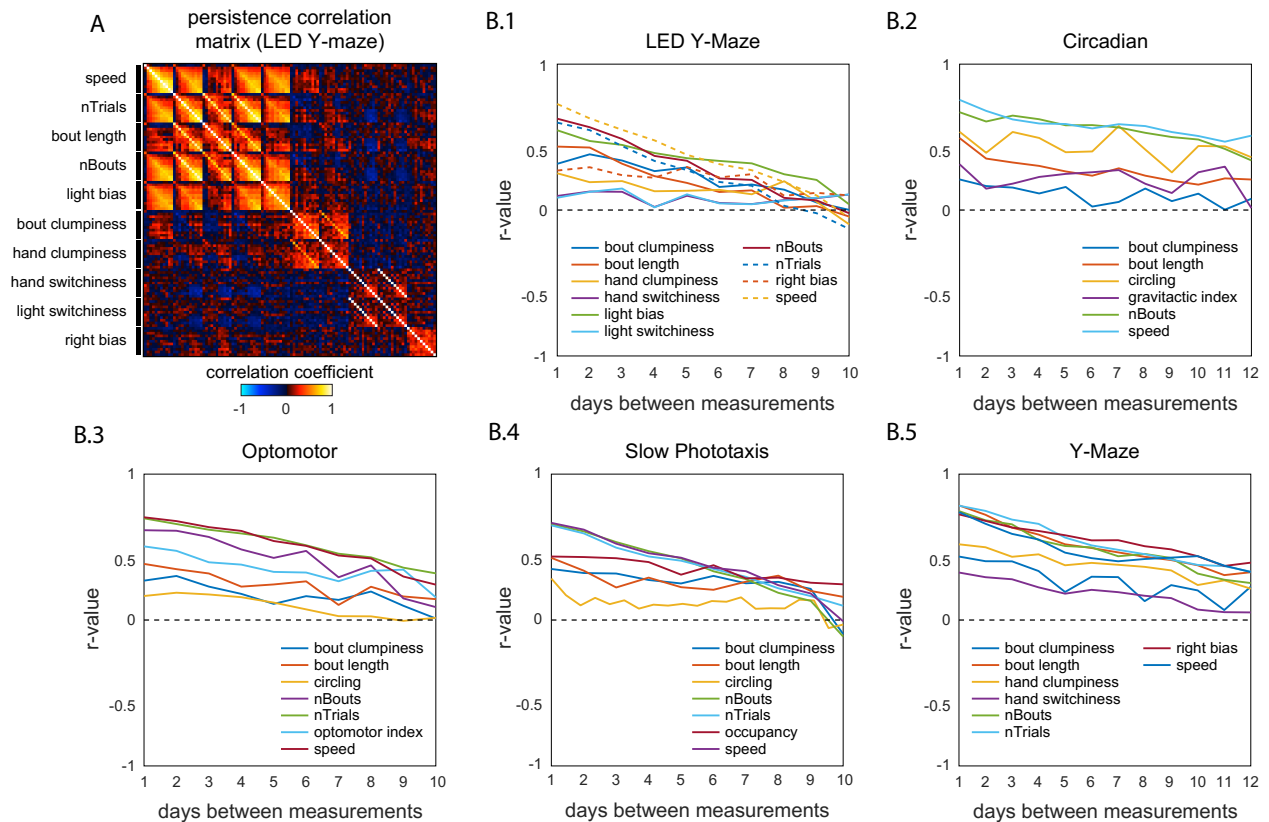 A
persistence correlation
matrix (LED Y-maze)
speed
nTrials
bout length
nBouts
light bias
bout clumpiness
hand clumpiness
hand switchiness
light switchiness
right bias
correlation coefficient
-1 0 1
B.1
LED Y-Maze
r-value
1
0.5
0
-0.5
-1
bout clumpiness
bout length
hand clumpiness
hand switchiness
light bias
light switchiness
nBouts
nTrials
right bias
speed
1 2 3 4 5 6 7 8 9 10
days between measurements
B.2
Circadian
r-value
1
0.5
0
-0.5
-1
bout clumpiness
bout length
circling
gravitactic index
nBouts
speed
1 2 3 4 5 6 7 8 9 10 11 12
days between measurements
B.3
Optomotor
r-value
1
0.5
0
-0.5
-1
bout clumpiness
bout length
circling
nBouts
nTrials
optomotor index
speed
1 2 3 4 5 6 7 8 9 10
days between measurements
B.4
Slow Phototaxis
r-value
1
0.5
0
-0.5
-1
bout clumpiness
bout length
circling
nBouts
nTrials
occupancy
speed
1 2 3 4 5 6 7 8 9 10
days between measurements
B.5
Y-Maze
r-value
1
0.5
0
-0.5
-1
bout clumpiness
bout length
hand clumpiness
hand switchiness
nBouts
nTrials
right bias
speed
1 2 3 4 5 6 7 8 9 10 11 12
days between measurements